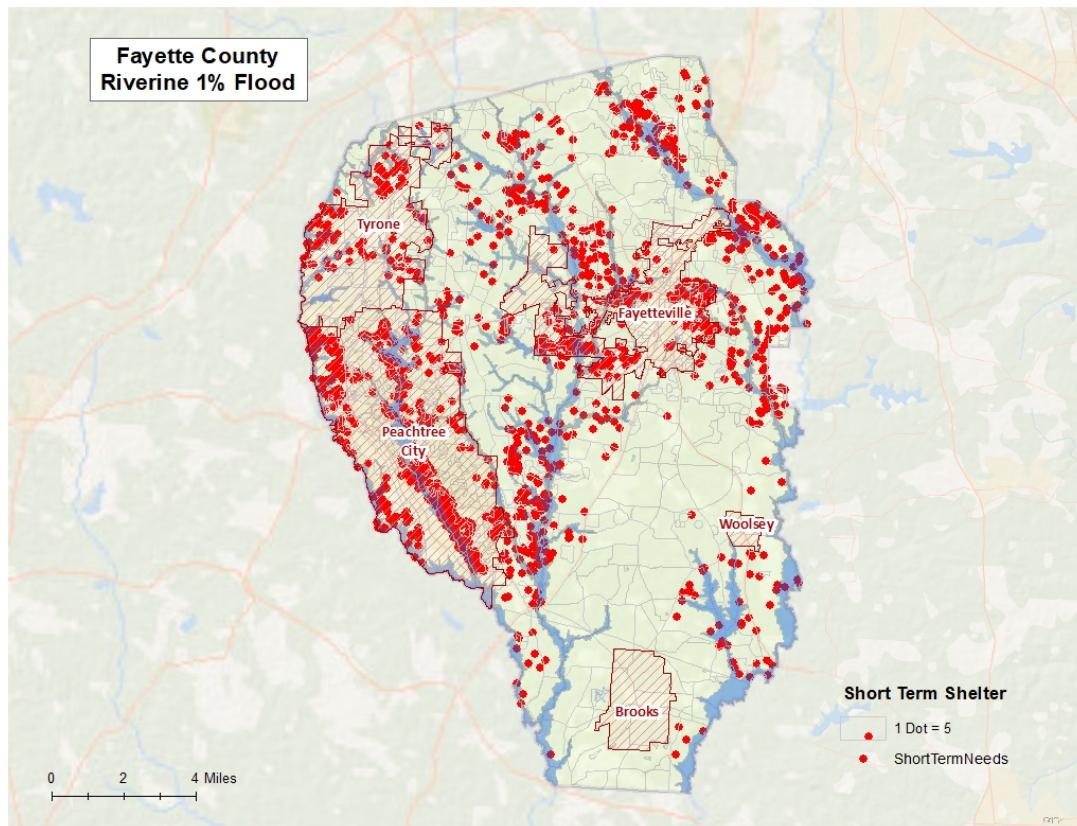 Fayette County
Riverine 1% Flood
Tyrone
Fayetteville
Peachtree
City
Woolsey
Brooks
Short Term Shelter
1 Dot = 5
ShortTermNeeds
0 2 4 Miles